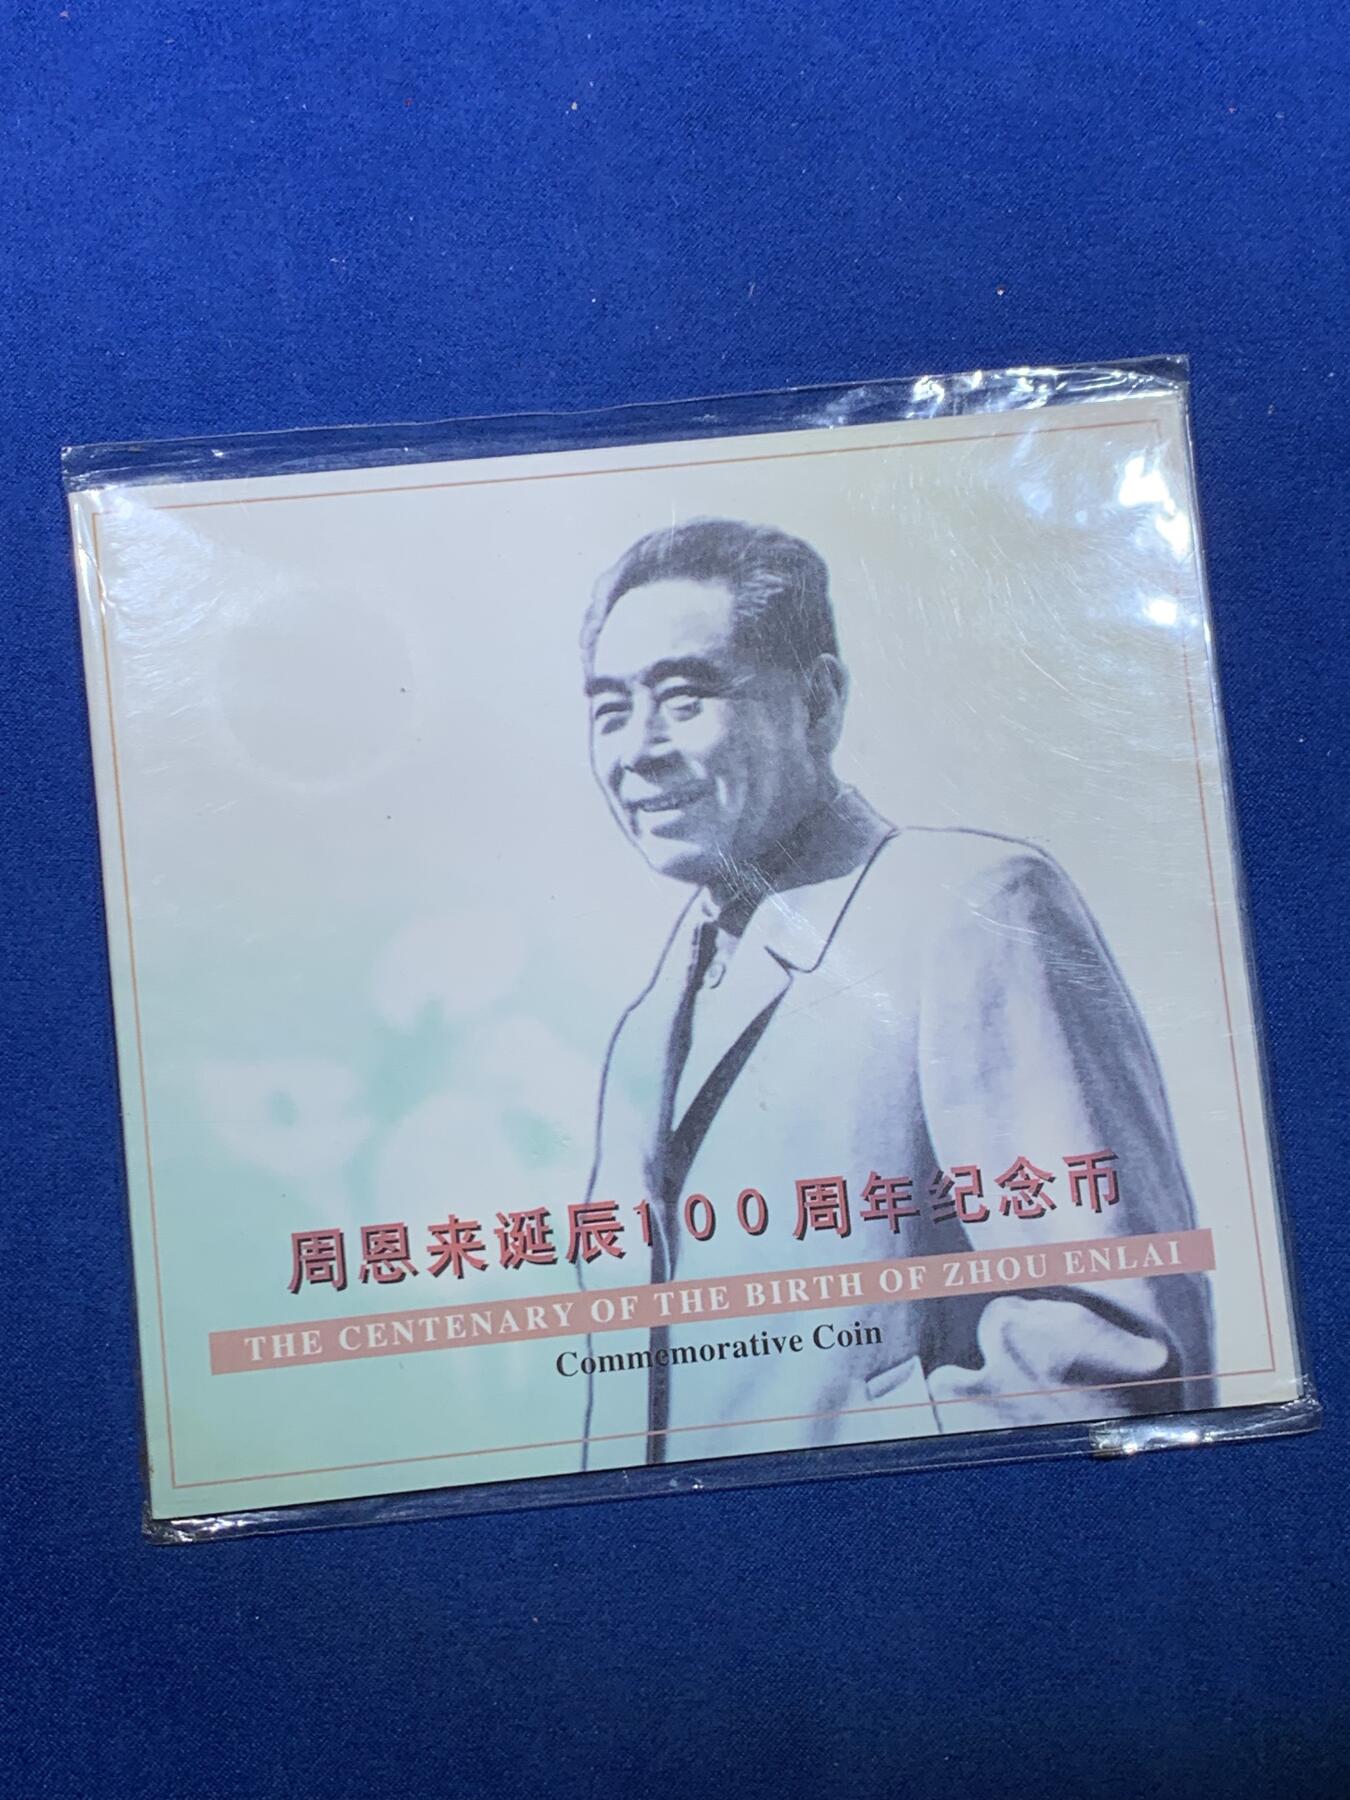 周恩来诞辰100周年纪念币
THE CENTENARY OF THE BIRTH OF ZHOU ENLAI
Commemorative Coin